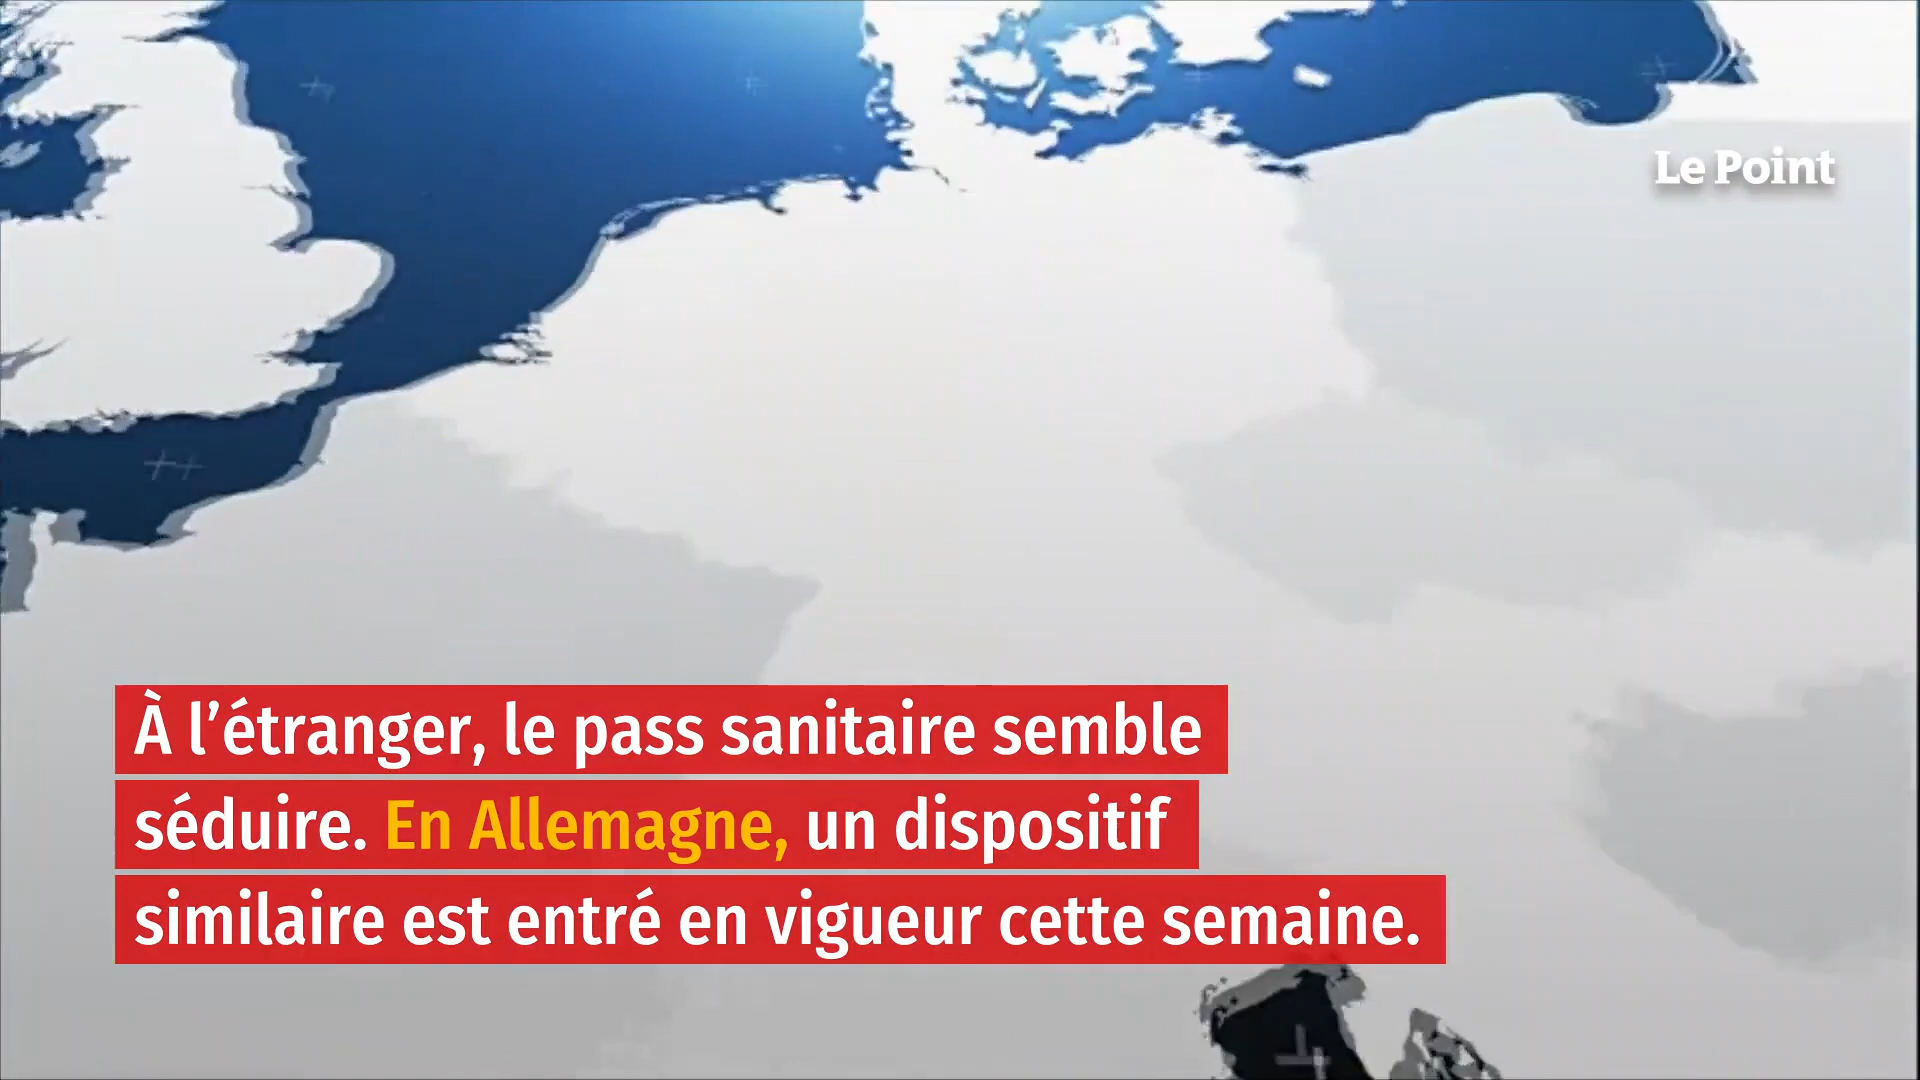 Le Point
À l’étranger, le pass sanitaire semble
séduire. En Allemagne, un dispositif
similaire est entré en vigueur cette semaine.